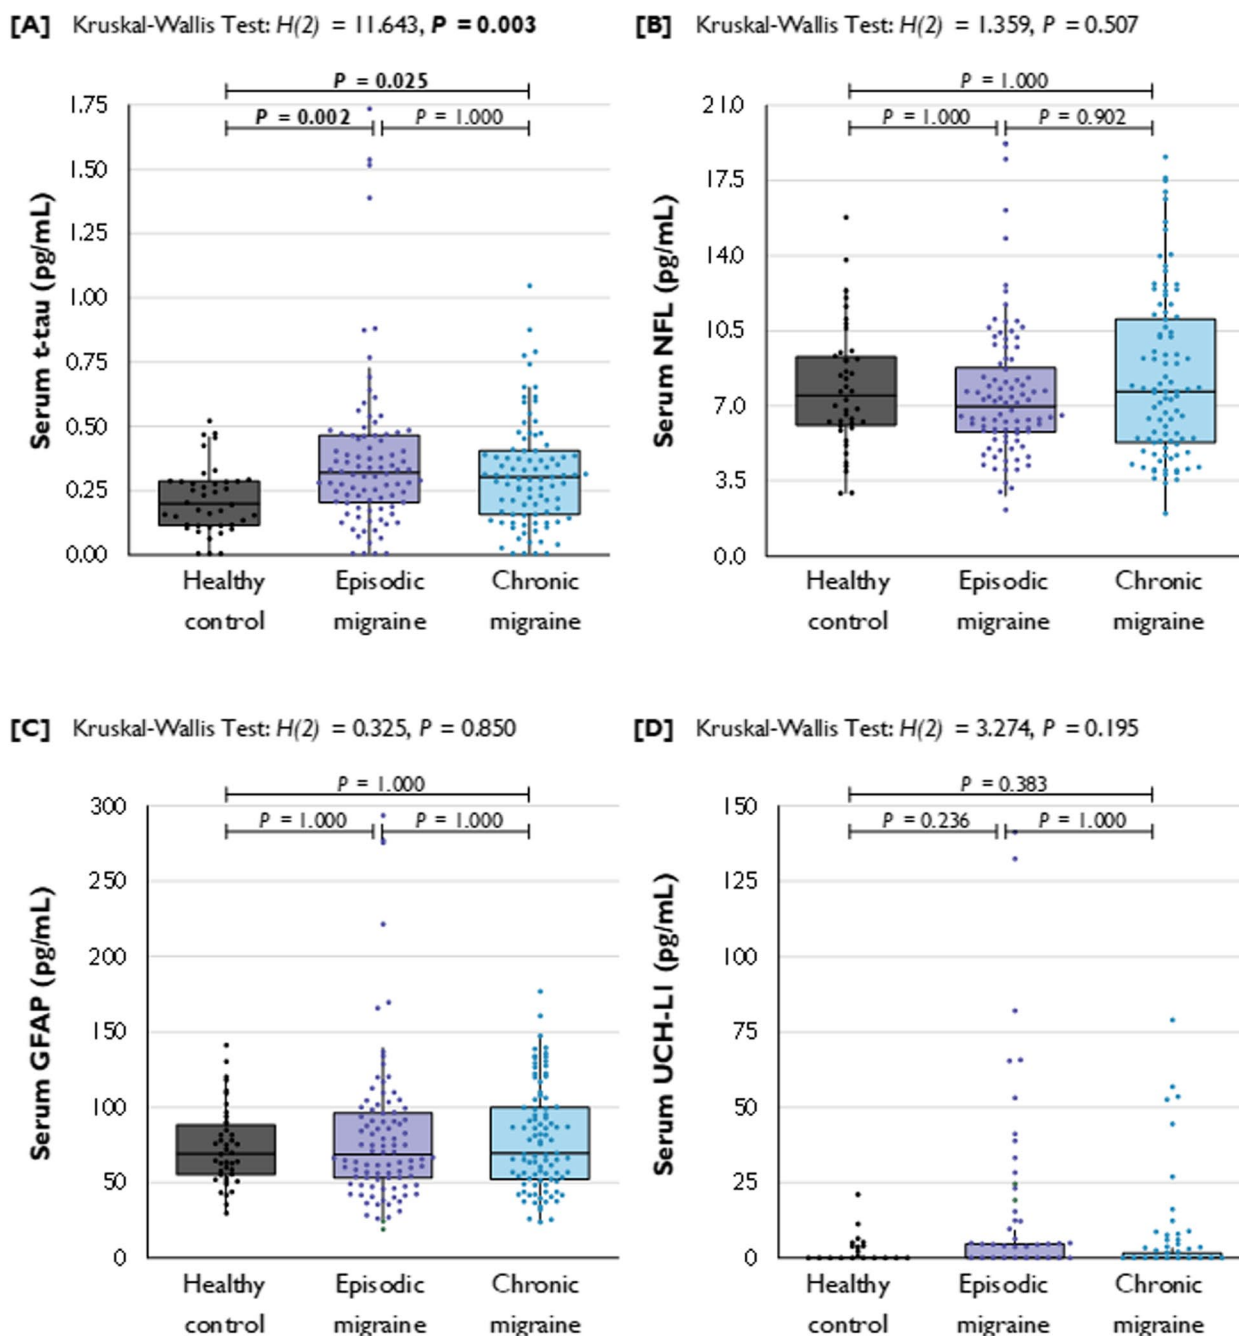 [A] Kruskal-Wallis Test: H(2) = 11.643, P = 0.003
P = 0.025
P = 0.002
P = 1.000
Serum t-tau (pg/mL)
1.75
1.50
1.25
1.00
0.75
0.50
0.25
0.00
Healthy control
Episodic migraine
Chronic migraine
[B] Kruskal-Wallis Test: H(2) = 1.359, P = 0.507
P = 1.000
P = 1.000
P = 0.902
Serum NFL (pg/mL)
21.0
17.5
14.0
10.5
7.0
3.5
0.0
Healthy control
Episodic migraine
Chronic migraine
[C] Kruskal-Wallis Test: H(2) = 0.325, P = 0.850
P = 1.000
P = 1.000
P = 1.000
Serum GFAP (pg/mL)
300
250
200
150
100
50
0
Healthy control
Episodic migraine
Chronic migraine
[D] Kruskal-Wallis Test: H(2) = 3.274, P = 0.195
P = 0.383
P = 0.236
P = 1.000
Serum UCH-L1 (pg/mL)
150
125
100
75
50
25
0
Healthy control
Episodic migraine
Chronic migraine